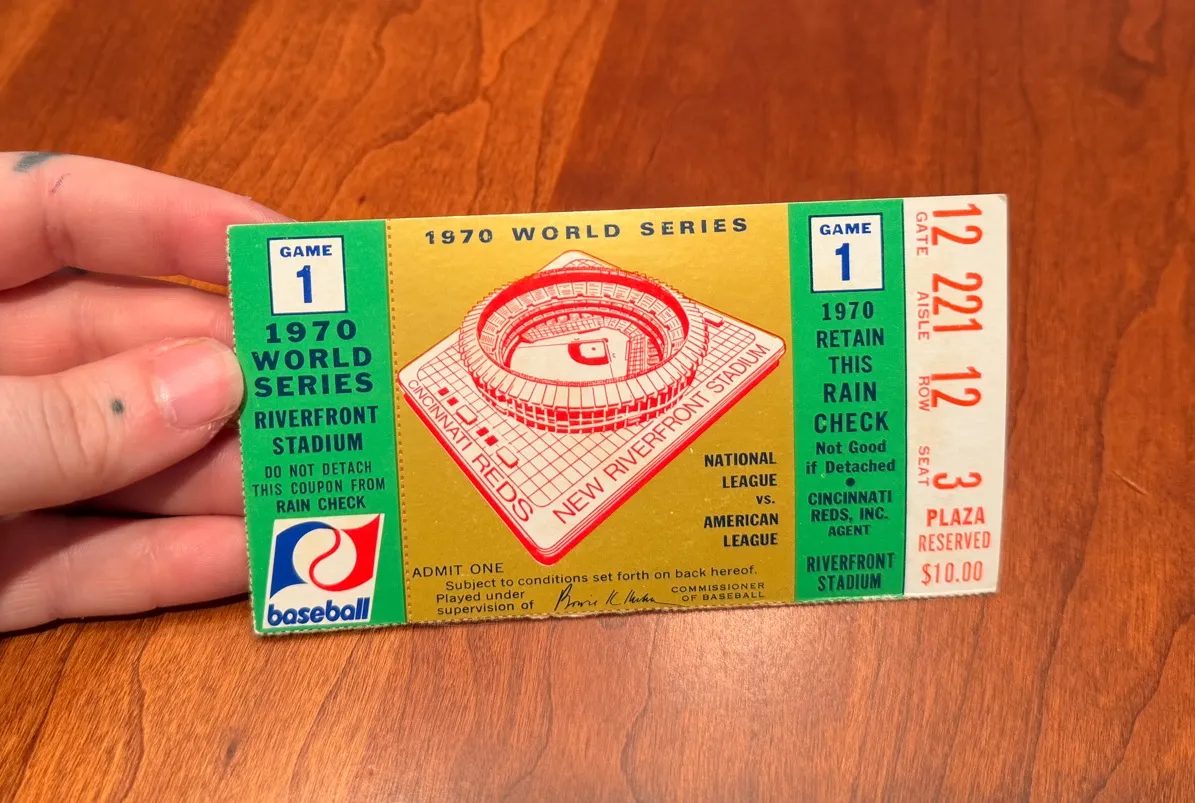 GAME
1
1970
WORLD
SERIES
RIVERFRONT
STADIUM
DO NOT DETACH
THIS COUPON FROM
RAIN CHECK
baseball
1970 WORLD SERIES
CINCINNATI REDS
NEW RIVERFRONT STADIUM
NATIONAL
LEAGUE
vs.
AMERICAN
LEAGUE
ADMIT ONE
Subject to conditions set forth on back hereof.
Played under
supervision of
COMMISSIONER
OF BASEBALL
GAME
1
1970
RETAIN
THIS
RAIN
CHECK
Not Good
if Detached
•
CINCINNATI
REDS, INC.
AGENT
RIVERFRONT
STADIUM
12
GATE
221
AISLE
12
ROW
3
SEAT
PLAZA
RESERVED
$10.00